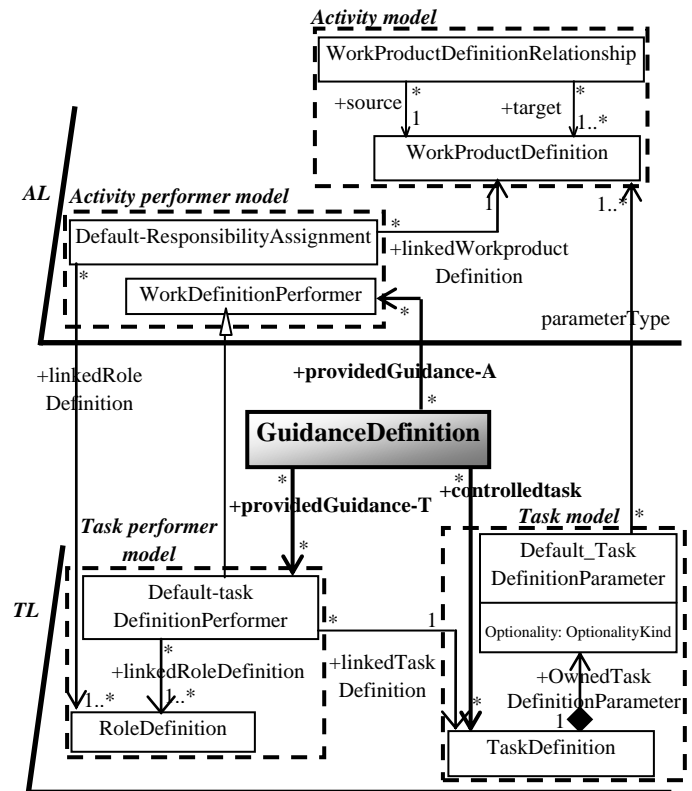 Activity model
WorkProductDefinitionRelationship
*
*
+source
+target
1
1..*
WorkProductDefinition
AL
Activity performer model
*
1
1..*
Default-ResponsibilityAssignment
+linkedWorkproduct
Definition
*
WorkDefinitionPerformer
*
parameterType
+linkedRole
Definition
+providedGuidance-A
*
GuidanceDefinition
*
*
+providedGuidance-T
+controlledtask
Task performer
model
*
Task model
*
Default_Task
DefinitionParameter
TL
Default-task
DefinitionPerformer
*
1
Optionality: OptionalityKind
*
+linkedRoleDefinition
+linkedTask
Definition
+OwnedTask
DefinitionParameter
1..*
1..*
*
1
RoleDefinition
TaskDefinition